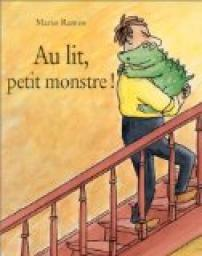 Mario Ramos
Au lit,
petit monstre !